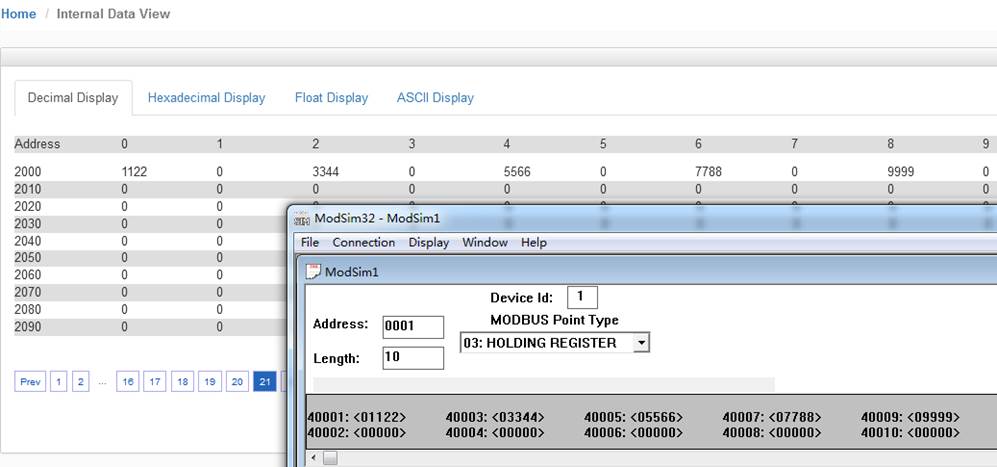 Home / Internal Data View
Decimal Display Hexadecimal Display Float Display ASCII Display
Address 0 1 2 3 4 5 6 7 8 9
2000 1122 0 3344 0 5566 0 7788 0 9999 0
2010 0 0 0 0 0 0 0 0 0 0
2020 0 0
2030 0 0
2040 0 0
2050 0 0
2060 0 0
2070 0 0
2080 0 0
2090 0 0
Prev 1 2 ... 16 17 18 19 20 21
ModSim32 - ModSim1
File Connection Display Window Help
ModSim1
Device Id: 1
Address: 0001
MODBUS Point Type
03: HOLDING REGISTER
Length: 10
40001: <01122> 40003: <03344> 40005: <05566> 40007: <07788> 40009: <09999>
40002: <00000> 40004: <00000> 40006: <00000> 40008: <00000> 40010: <00000>